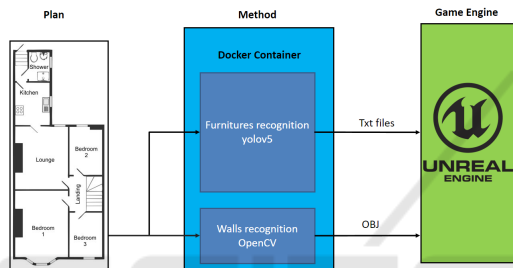 Plan
Method
Game Engine
Shower
Kitchen
Lounge
Bedroom
2
Landing
Bedroom
1
Bedroom
3
Docker Container
Furnitures recognition
yolov5
Walls recognition
OpenCV
Txt files
OBJ
UNREAL
ENGINE